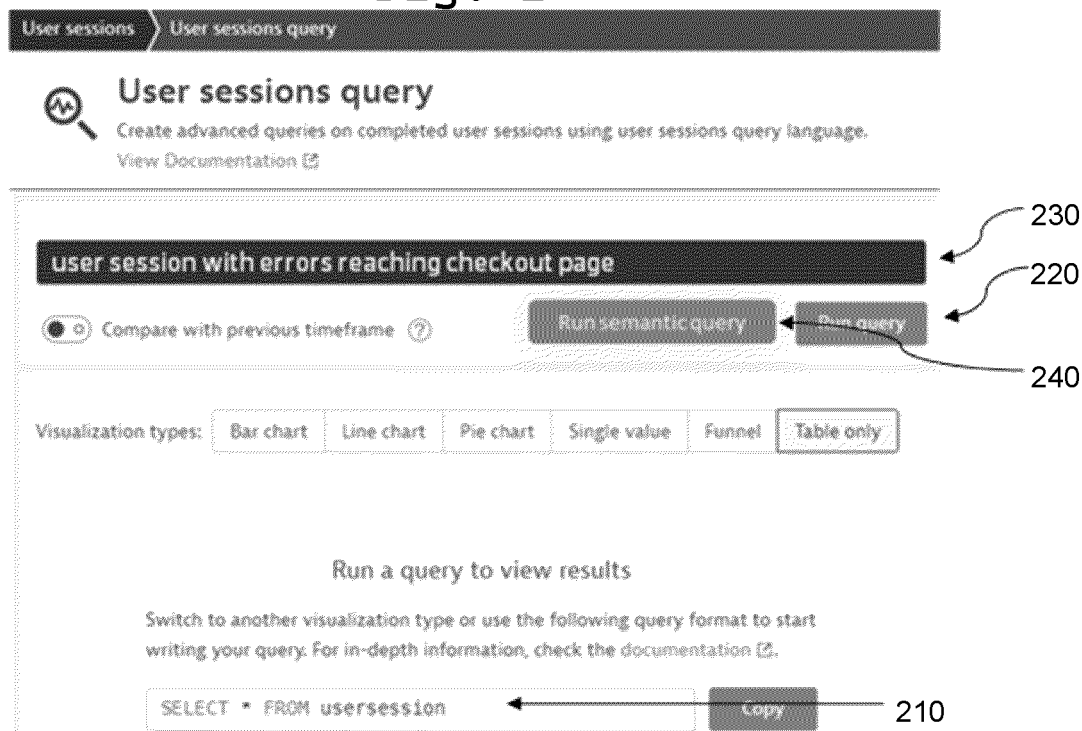 User sessions User sessions query
User sessions query
Create advanced queries on completed user sessions using user sessions query language.
View Documentation
230
user session with errors reaching checkout page
220
Compare with previous timeframe ? Run semantic query Run query
240
Visualization types: Bar chart Line chart Pie chart Single value Funnel Table only
Run a query to view results
Switch to another visualization type or use the following query format to start
writing your query. For in-depth information, check the documentation.
SELECT * FROM usersession Copy 210